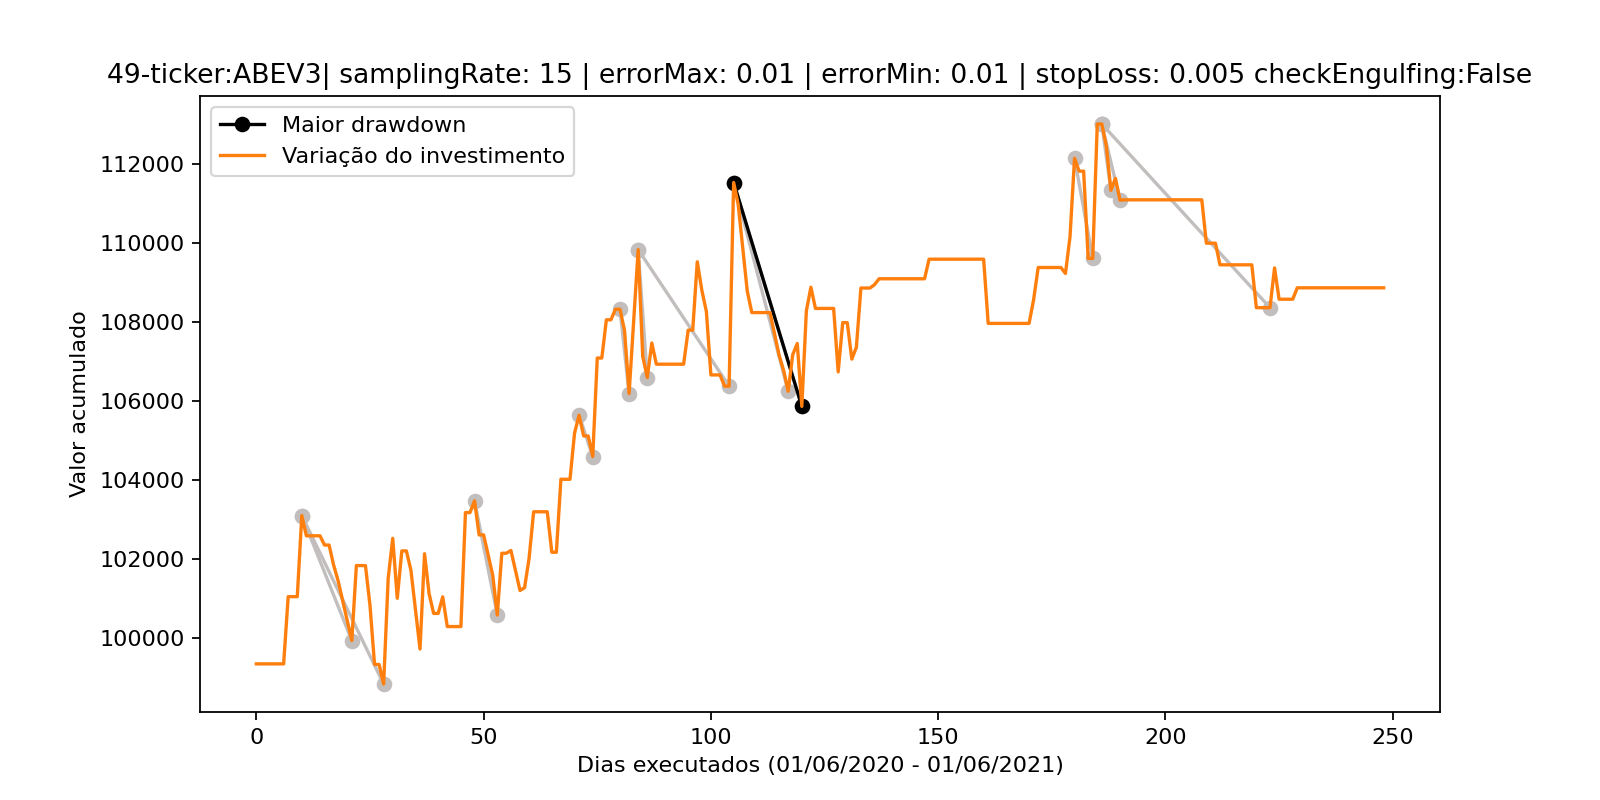 49-ticker:ABEV3| samplingRate: 15 | errorMax: 0.01 | errorMin: 0.01 | stopLoss: 0.005 checkEngulfing:False
Maior drawdown
Variação do investimento
112000
110000
108000
106000
104000
102000
100000
Valor acumulado
0 50 100 150 200 250
Dias executados (01/06/2020 - 01/06/2021)